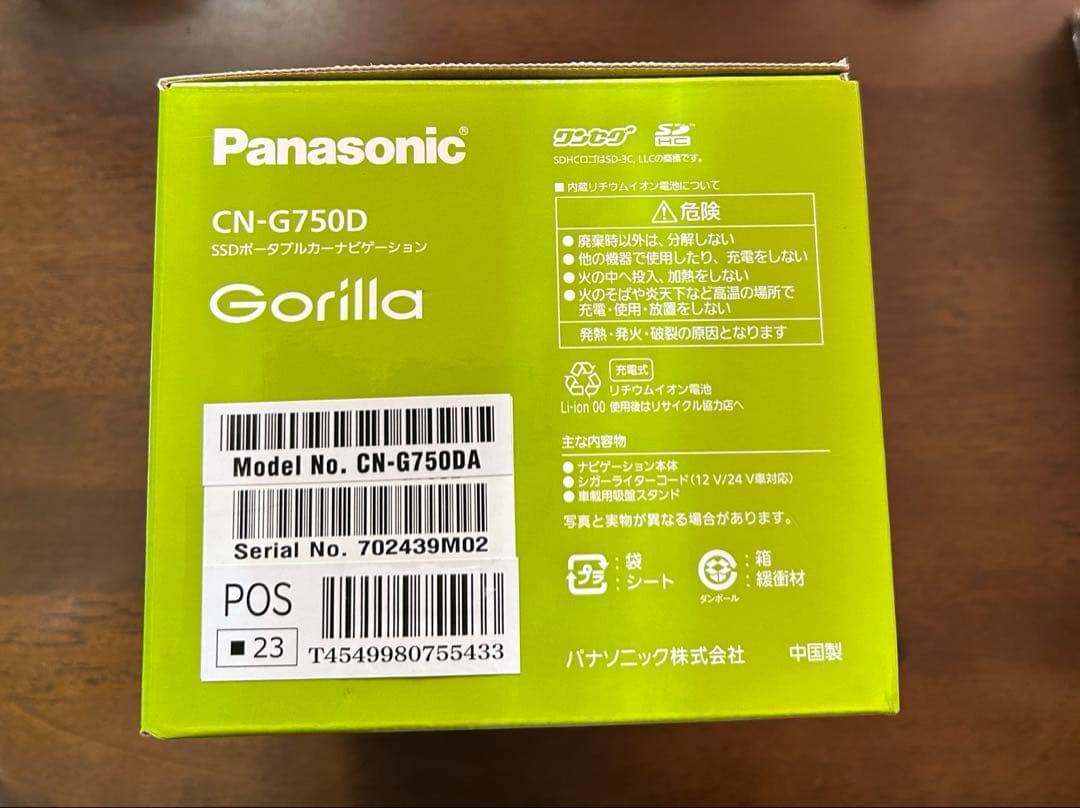 Panasonic®
CN-G750D
SSDポータブルカーナビゲーション
Gorilla
Model No. CN-G750DA
Serial No. 702439M02
POS
■ 23
T4549980755433
ワンセグ SD HC™
SDHCロゴはSD-3C, LLCの商標です。
■ 内蔵リチウムイオン電池について
⚠危険
● 廃棄時以外は、分解しない
● 他の機器で使用したり、充電をしない
● 火の中へ投入、加熱をしない
● 火のそばや炎天下など高温の場所で
充電・使用・放置をしない
発熱・発火・破裂の原因となります
充電式
リチウムイオン電池
Li-ion 00 使用後はリサイクル協力店へ
主な内容物
● ナビゲーション本体
● シガーライターコード(12 V/24 V車対応)
● 車載用吸盤スタンド
写真と実物が異なる場合があります。
プラ : 袋
: シート
: 箱
: 緩衝材
ダンボール
パナソニック株式会社 中国製